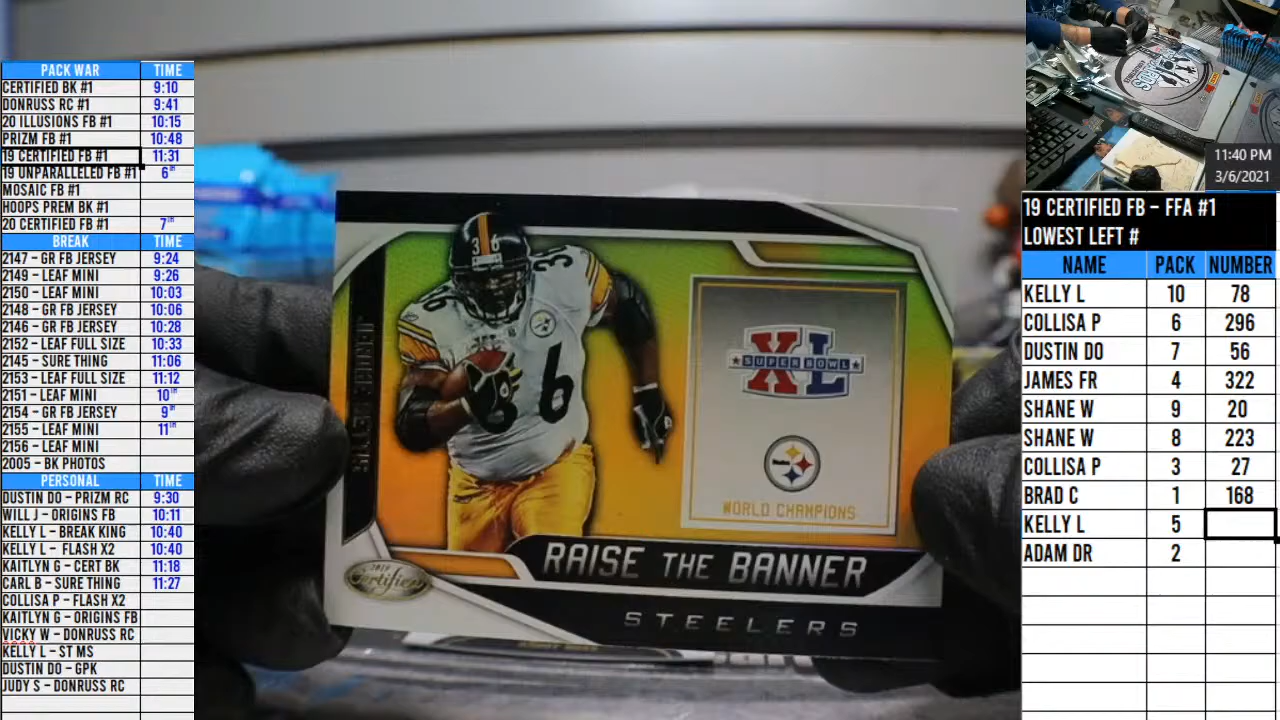 PACK WAR TIME
CERTIFIED BK #1 9:10
DONRUSS RC #1 9:41
20 ILLUSIONS FB #1 10:15
PRIZM FB #1 10:48
19 CERTIFIED FB #1 11:31
19 UNPARALLELED FB #1 6TH
MOSAIC FB #1
HOOPS PREM BK #1
20 CERTIFIED FB #1 7TH
BREAK TIME
2147 – GR FB JERSEY 9:24
2149 – LEAF MINI 9:26
2150 – LEAF MINI 10:03
2148 – GR FB JERSEY 10:06
2146 – GR FB JERSEY 10:28
2152 – LEAF FULL SIZE 10:33
2145 – SURE THING 11:06
2153 – LEAF FULL SIZE 11:12
2151 – LEAF MINI 10TH
2154 – GR FB JERSEY 9TH
2155 – LEAF MINI 11TH
2156 – LEAF MINI
2005 – BK PHOTOS
PERSONAL TIME
DUSTIN DO – PRIZM RC 9:30
WILL J – ORIGINS FB 10:11
KELLY L – BREAK KING 10:40
KELLY L – FLASH X2 10:40
KAITLYN G – CERT BK 11:18
CARL B – SURE THING 11:27
COLLISA P – FLASH X2
KAITLYN G – ORIGINS FB
VICKY W – DONRUSS RC
KELLY L – ST MS
DUSTIN DO – GPK
JUDY S – DONRUSS RC
36
36
36
JEROME BETTIS
XL
SUPER BOWL
Steelers
WORLD CHAMPIONS
RAISE THE BANNER
2019
Certified
STEELERS
11:40 PM
3/6/2021
19 CERTIFIED FB – FFA #1
LOWEST LEFT #
NAME PACK NUMBER
KELLY L 10 78
COLLISA P 6 296
DUSTIN DO 7 56
JAMES FR 4 322
SHANE W 9 20
SHANE W 8 223
COLLISA P 3 27
BRAD C 1 168
KELLY L 5
ADAM DR 2